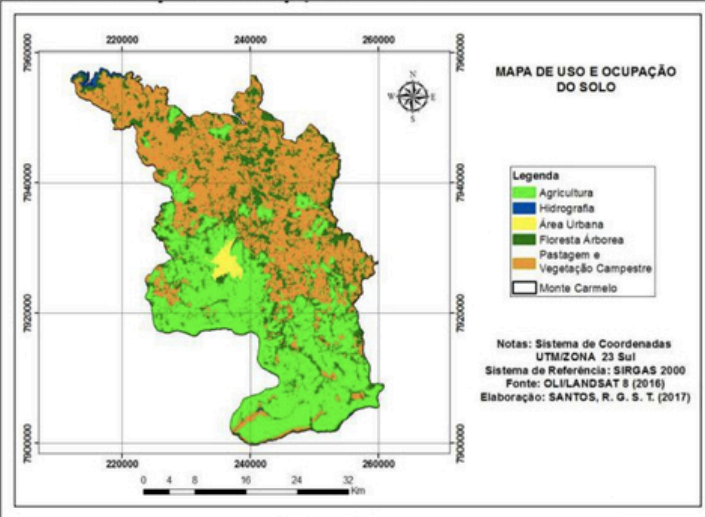 220000
240000
260000
7960000
7960000
MAPA DE USO E OCUPAÇÃO
DO SOLO
N
W
E
S
7940000
7940000
Legenda
Agricultura
Hidrografia
Área Urbana
Floresta Árborea
Pastagem e
Vegetação Campestre
Monte Carmelo
7920000
7920000
Notas: Sistema de Coordenadas
UTM/ZONA 23 Sul
Sistema de Referência: SIRGAS 2000
Fonte: OLI/LANDSAT 8 (2016)
Elaboração: SANTOS, R. G. S. T. (2017)
7900000
7900000
220000
240000
260000
0 4 8 16 24 32
Km